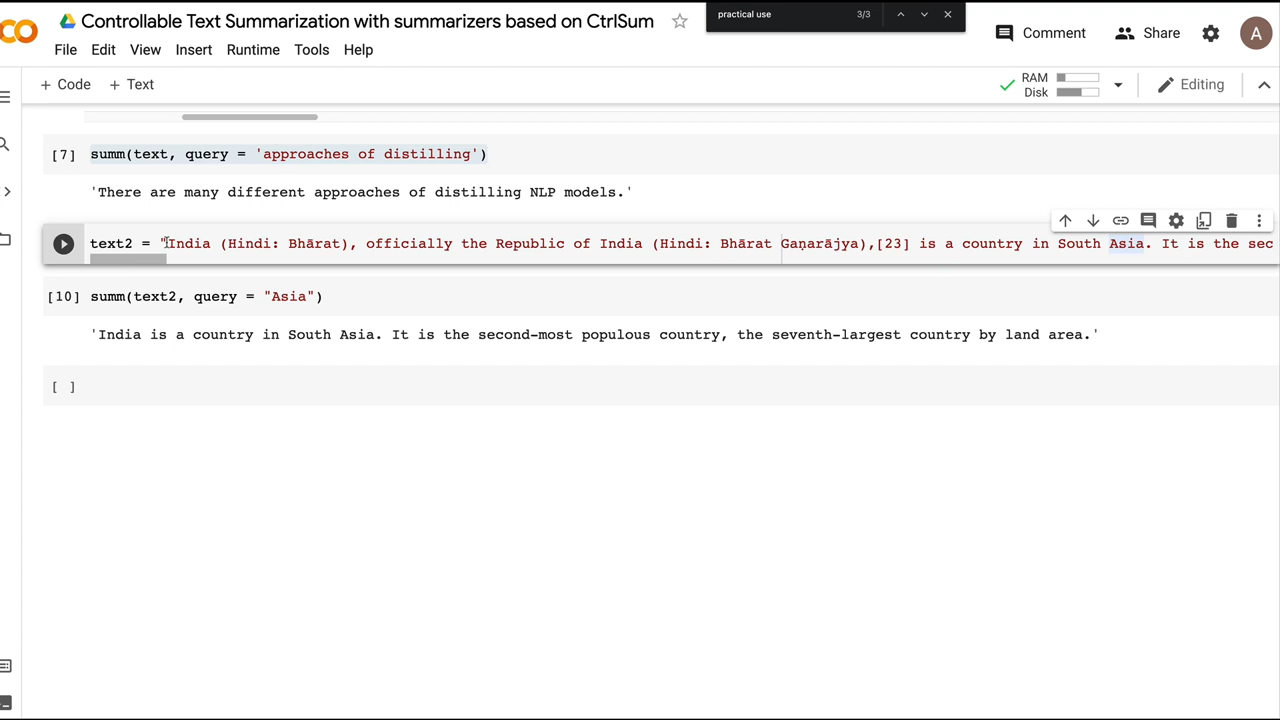 Controllable Text Summarization with summarizers based on CtrlSum
practical use
3/3
File Edit View Insert Runtime Tools Help
Comment
Share
A
+ Code + Text
RAM
Disk
Editing
[7] summ(text, query = 'approaches of distilling')
'There are many different approaches of distilling NLP models.'
text2 = "India (Hindi: Bhārat), officially the Republic of India (Hindi: Bhārat Gaṇarājya),[23] is a country in South Asia. It is the sec
[10] summ(text2, query = "Asia")
'India is a country in South Asia. It is the second-most populous country, the seventh-largest country by land area.'
[ ]